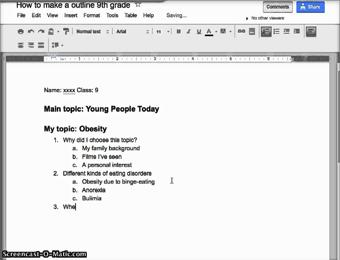 How to make a outline 9th grade
Comments
Share
File Edit View Insert Format Tools Table Saving...
No other viewers
Normal text Arial 11
Name: xxxx Class: 9
Main topic: Young People Today
My topic: Obesity
1. Why did I choose this topic?
a. My family background
b. Films I've seen
c. A personal interest
2. Different kinds of eating disorders
a. Obesity due to binge-eating
b. Anorexia
c. Bulimia
3. Whe
Screencast-O-Matic.com